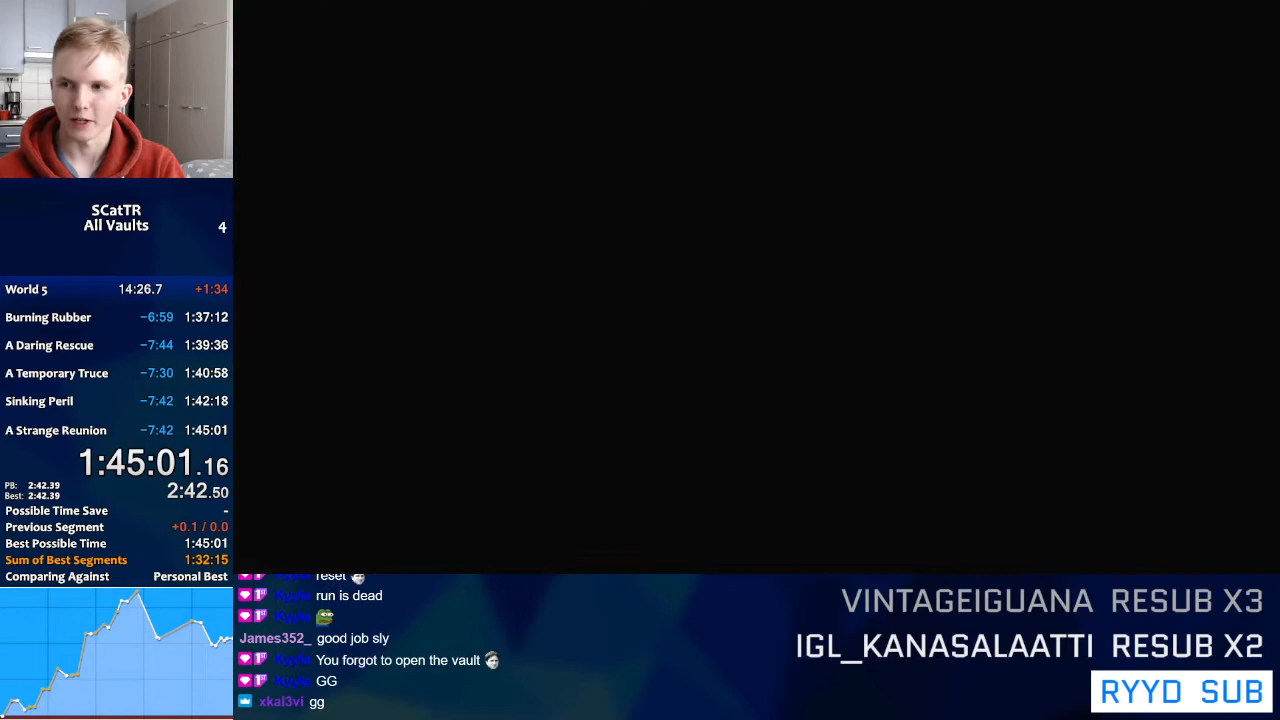 SCatTR
All Vaults 4
World 5 14:26.7 +1:34
Burning Rubber −6:59 1:37:12
A Daring Rescue −7:44 1:39:36
A Temporary Truce −7:30 1:40:58
Sinking Peril −7:42 1:42:18
A Strange Reunion −7:42 1:45:01
1:45:01.16
PB: 2:42.39
Best: 2:42.39
2:42.50
Possible Time Save -
Previous Segment +0.1 / 0.0
Best Possible Time 1:45:01
Sum of Best Segments 1:32:15
Comparing Against Personal Best
reset
run is dead
James352_ good job sly
You forgot to open the vault
GG
xkal3vi gg
VINTAGEIGUANA RESUB X3
IGL_KANASALAATTI RESUB X2
RYYD SUB